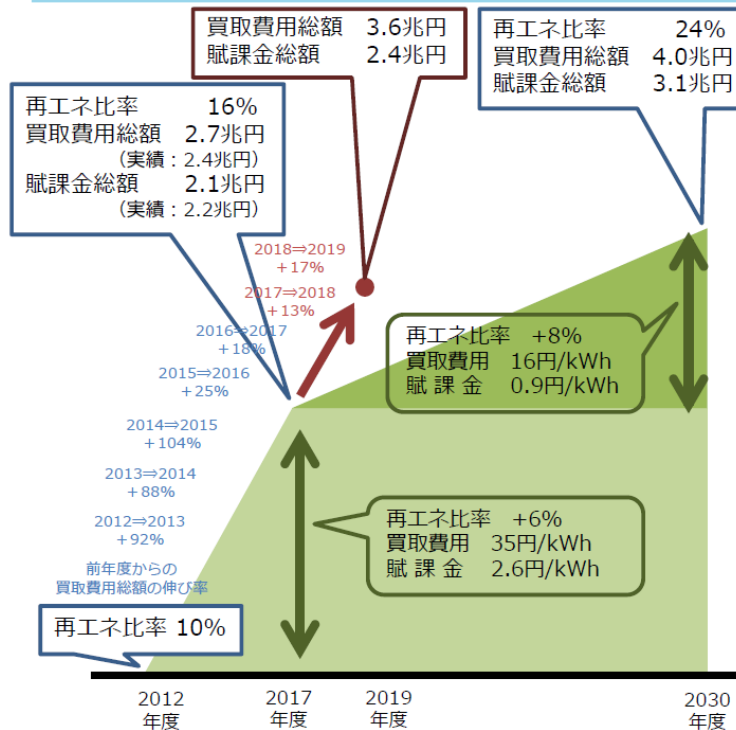 買取費用総額 3.6兆円
賦課金総額 2.4兆円
再エネ比率 24%
買取費用総額 4.0兆円
賦課金総額 3.1兆円
再エネ比率 16%
買取費用総額 2.7兆円
（実績：2.4兆円）
賦課金総額 2.1兆円
（実績：2.2兆円）
2018⇒2019
+17%
2017⇒2018
+13%
2016⇒2017
+18%
2015⇒2016
+25%
2014⇒2015
+104%
2013⇒2014
+88%
2012⇒2013
+92%
前年度からの
買取費用総額の伸び率
再エネ比率 +8%
買取費用 16円/kWh
賦 課 金 0.9円/kWh
再エネ比率 +6%
買取費用 35円/kWh
賦 課 金 2.6円/kWh
再エネ比率 10%
2012
年度
2017
年度
2019
年度
2030
年度